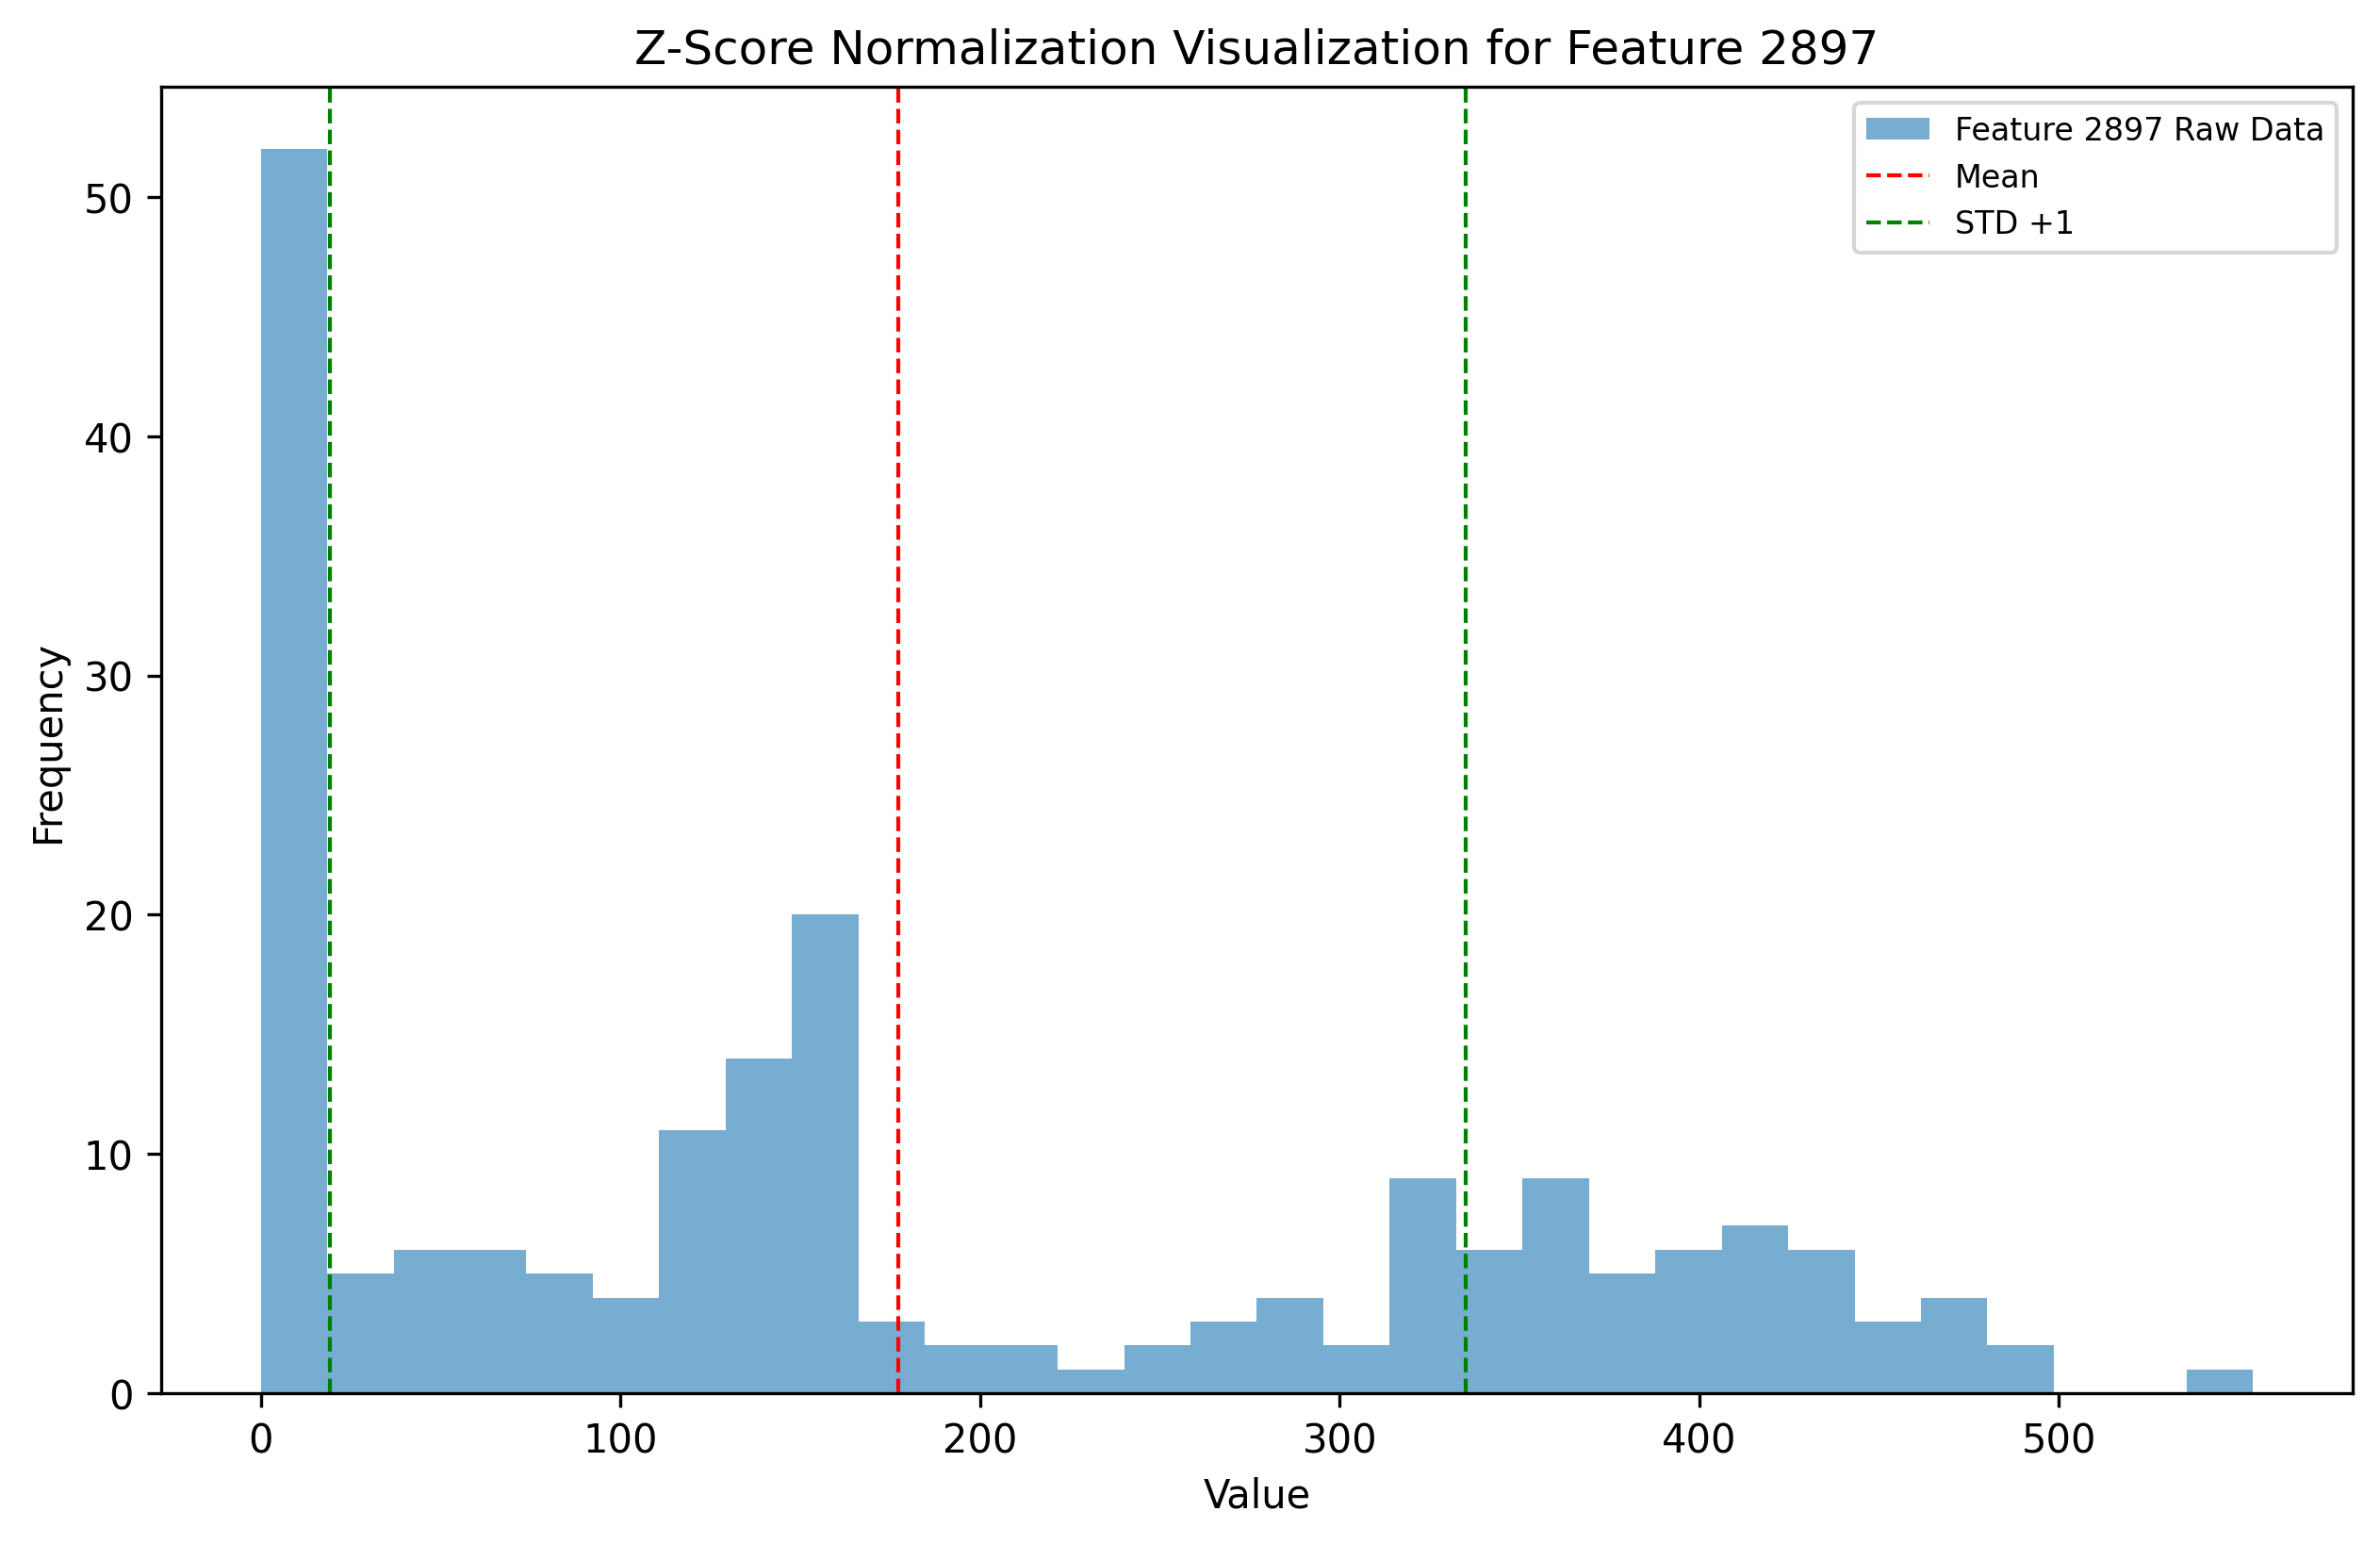 Z-Score Normalization Visualization for Feature 2897
Feature 2897 Raw Data
Mean
STD +1
Frequency
50
40
30
20
10
0
0 100 200 300 400 500
Value